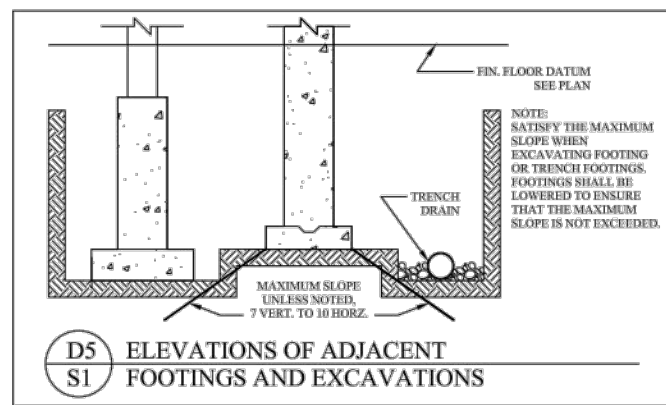 FIN. FLOOR DATUM
SEE PLAN
NOTE:
SATISFY THE MAXIMUM
SLOPE WHEN
EXCAVATING FOOTING
OR TRENCH FOOTINGS.
FOOTINGS SHALL BE
LOWERED TO ENSURE
THAT THE MAXIMUM
SLOPE IS NOT EXCEEDED.
TRENCH
DRAIN
MAXIMUM SLOPE
UNLESS NOTED,
7 VERT. TO 10 HORZ.
D5
S1
ELEVATIONS OF ADJACENT
FOOTINGS AND EXCAVATIONS